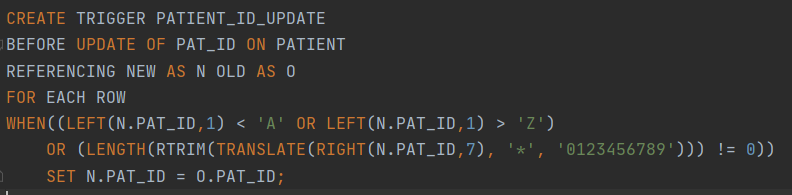 CREATE TRIGGER PATIENT_ID_UPDATE
BEFORE UPDATE OF PAT_ID ON PATIENT
REFERENCING NEW AS N OLD AS O
FOR EACH ROW
WHEN((LEFT(N.PAT_ID,1) < 'A' OR LEFT(N.PAT_ID,1) > 'Z')
    OR (LENGTH(RTRIM(TRANSLATE(RIGHT(N.PAT_ID,7), '*', '0123456789'))) != 0))
    SET N.PAT_ID = O.PAT_ID;